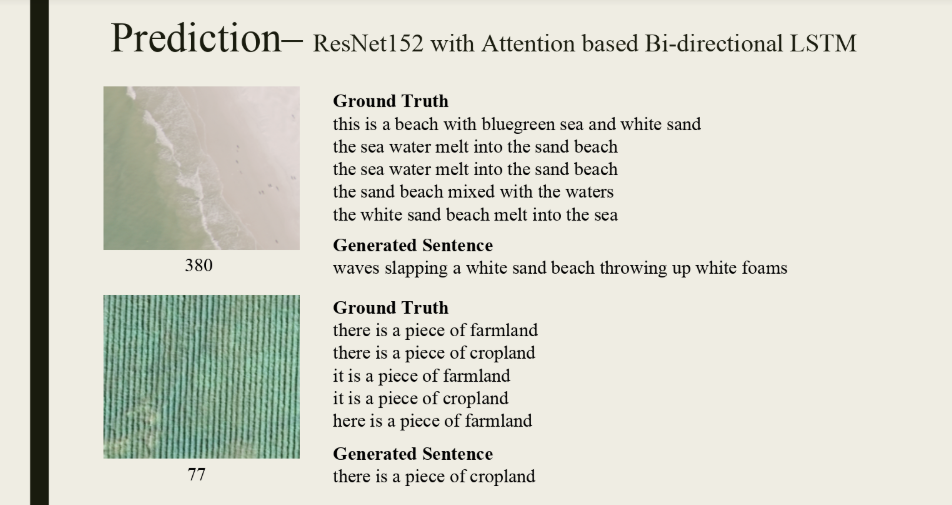 Prediction– ResNet152 with Attention based Bi-directional LSTM
Ground Truth
this is a beach with bluegreen sea and white sand
the sea water melt into the sand beach
the sea water melt into the sand beach
the sand beach mixed with the waters
the white sand beach melt into the sea
Generated Sentence
waves slapping a white sand beach throwing up white foams
380
Ground Truth
there is a piece of farmland
there is a piece of cropland
it is a piece of farmland
it is a piece of cropland
here is a piece of farmland
Generated Sentence
there is a piece of cropland
77